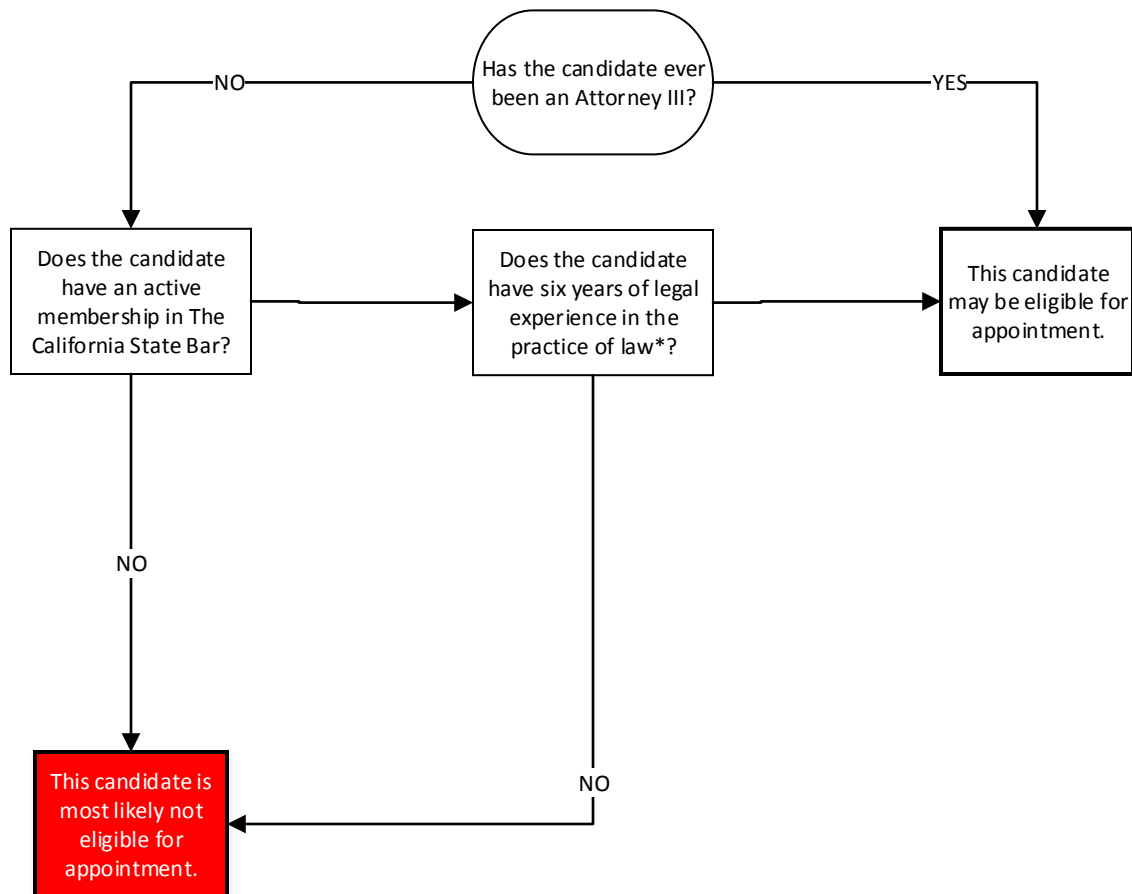 Has the candidate ever
been an Attorney III?
NO
YES
Does the candidate
have an active
membership in The
California State Bar?
Does the candidate
have six years of legal
experience in the
practice of law*?
This candidate
may be eligible for
appointment.
NO
NO
This candidate is
most likely not
eligible for
appointment.